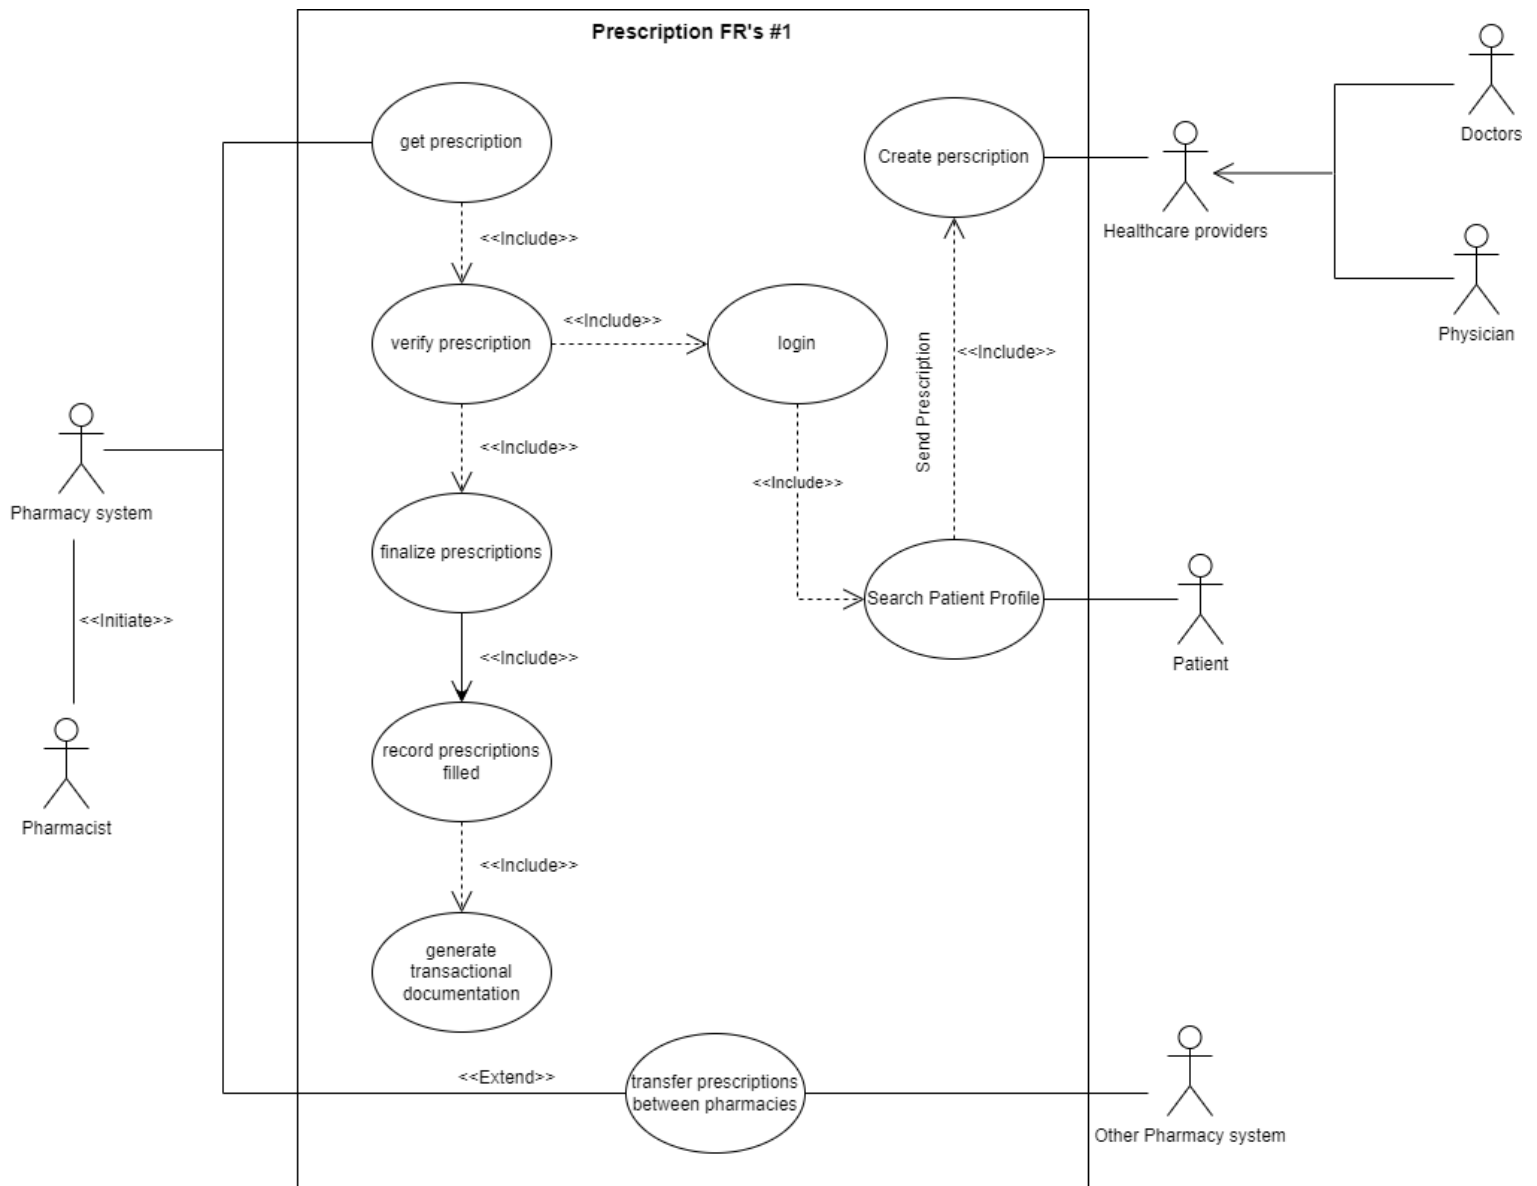 Prescription FR's #1
get prescription
Create perscription
Doctors
Healthcare providers
<<Include>>
<<Include>>
verify prescription
login
Send Prescription
<<Include>>
Physician
<<Include>>
<<Include>>
Pharmacy system
finalize prescriptions
Search Patient Profile
<<Initiate>>
<<Include>>
Patient
record prescriptions
filled
Pharmacist
<<Include>>
generate
transactional
documentation
<<Extend>>
transfer prescriptions
between pharmacies
Other Pharmacy system